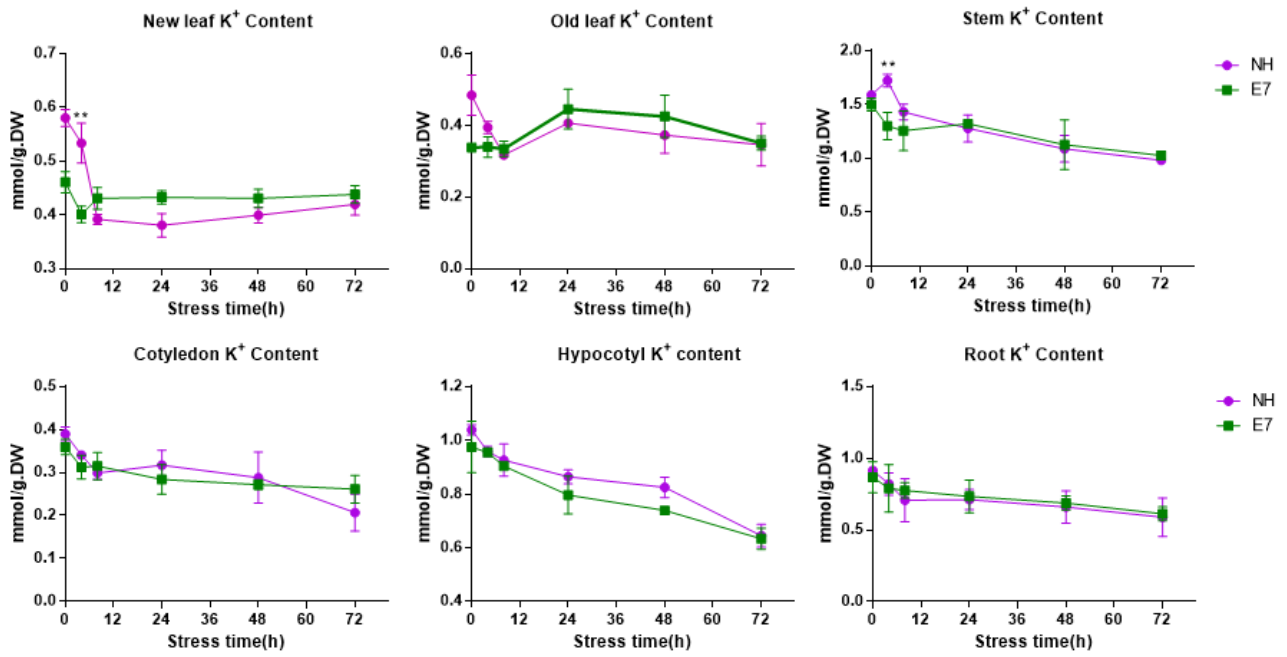 New leaf K⁺ Content
Old leaf K⁺ Content
Stem K⁺ Content
mmol/g.DW
0.7
0.6
0.5
0.4
0.3
**
0 12 24 36 48 60 72
Stress time(h)
mmol/g.DW
0.6
0.4
0.2
0.0
0 12 24 36 48 60 72
Stress time(h)
mmol/g.DW
2.0
1.5
1.0
0.5
0.0
**
0 12 24 36 48 60 72
Stress time(h)
NH
E7
Cotyledon K⁺ Content
Hypocotyl K⁺ content
Root K⁺ Content
mmol/g.DW
0.5
0.4
0.3
0.2
0.1
0.0
0 12 24 36 48 60 72
Stress time(h)
mmol/g.DW
1.2
1.0
0.8
0.6
0.4
0 12 24 36 48 60 72
Stress time(h)
mmol/g.DW
1.5
1.0
0.5
0.0
0 12 24 36 48 60 72
Stress time(h)
NH
E7